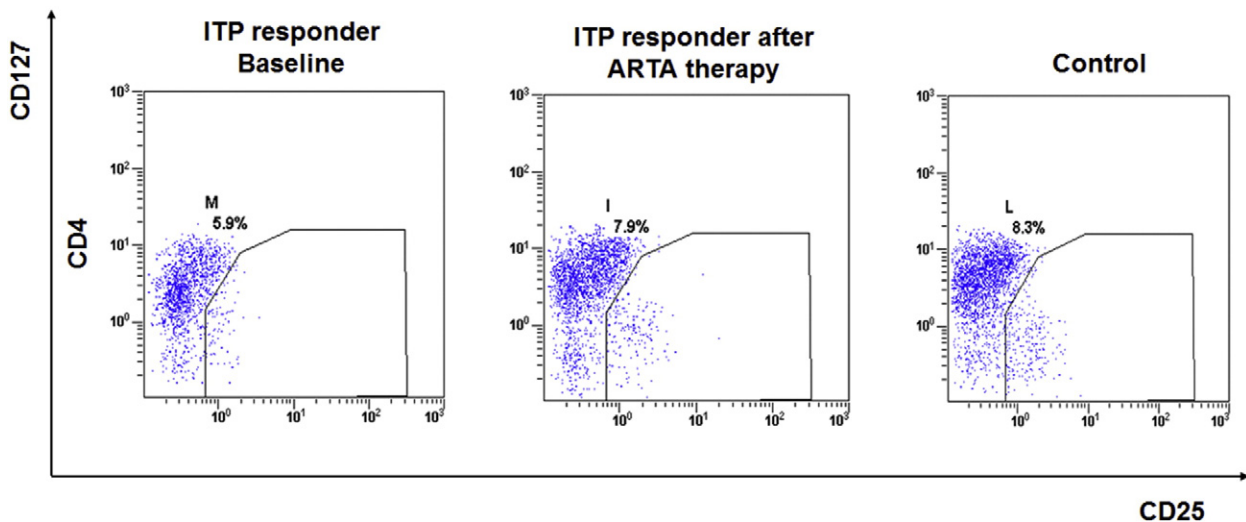 ITP responder
Baseline
ITP responder after
ARTA therapy
Control
CD127
CD4
10³
10²
10¹
10⁰
M
5.9%
10⁰
10¹
10²
10³
10³
10²
10¹
10⁰
I
7.9%
10⁰
10¹
10²
10³
10³
10²
10¹
10⁰
L
8.3%
10⁰
10¹
10²
10³
CD25